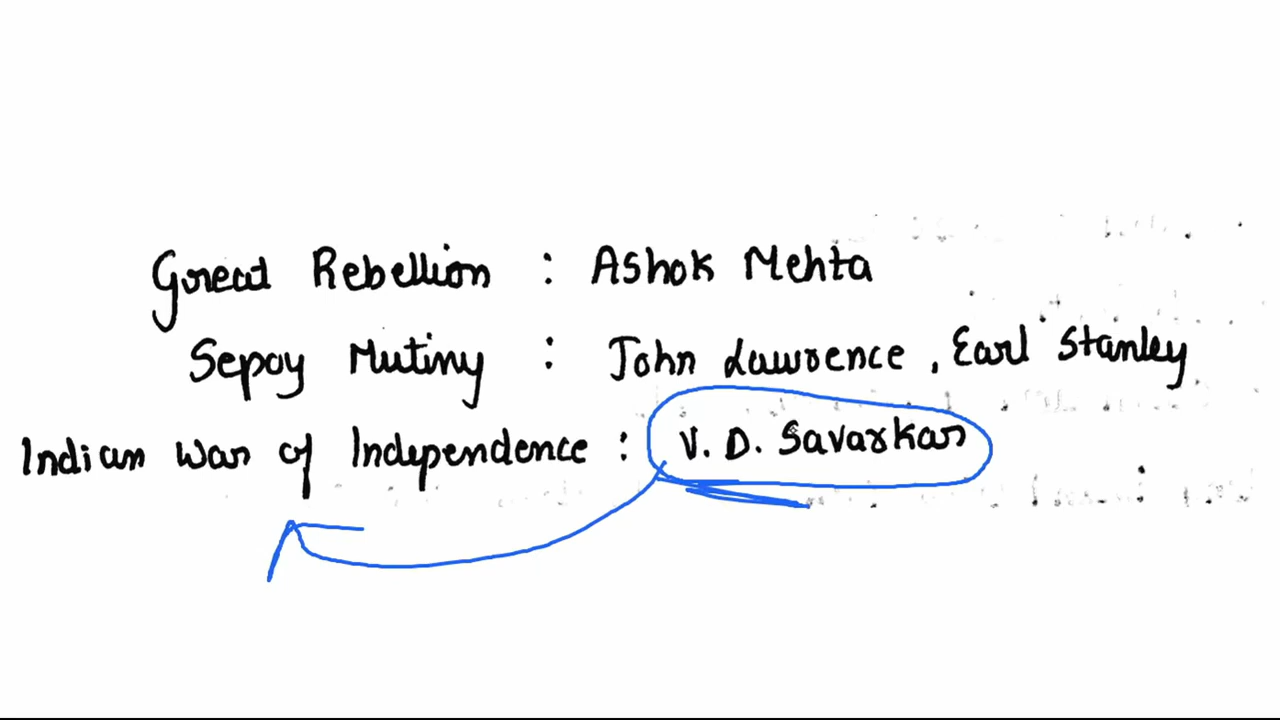 Great Rebellion : Ashok Mehta
Sepoy Mutiny : John Lawrence, Earl Stanley
Indian War of Independence : V. D. Savarkar